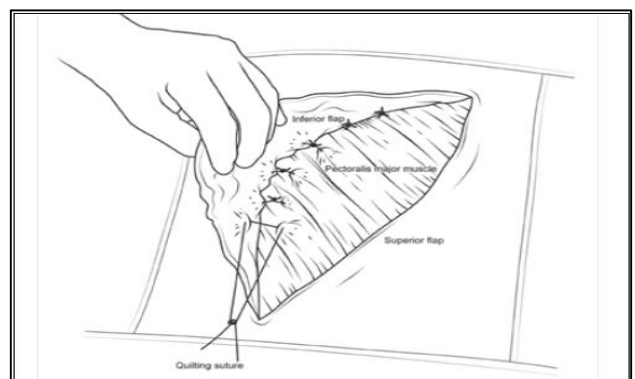 Inferior flap
Pectoralis major muscle
Superior flap
Quilting suture